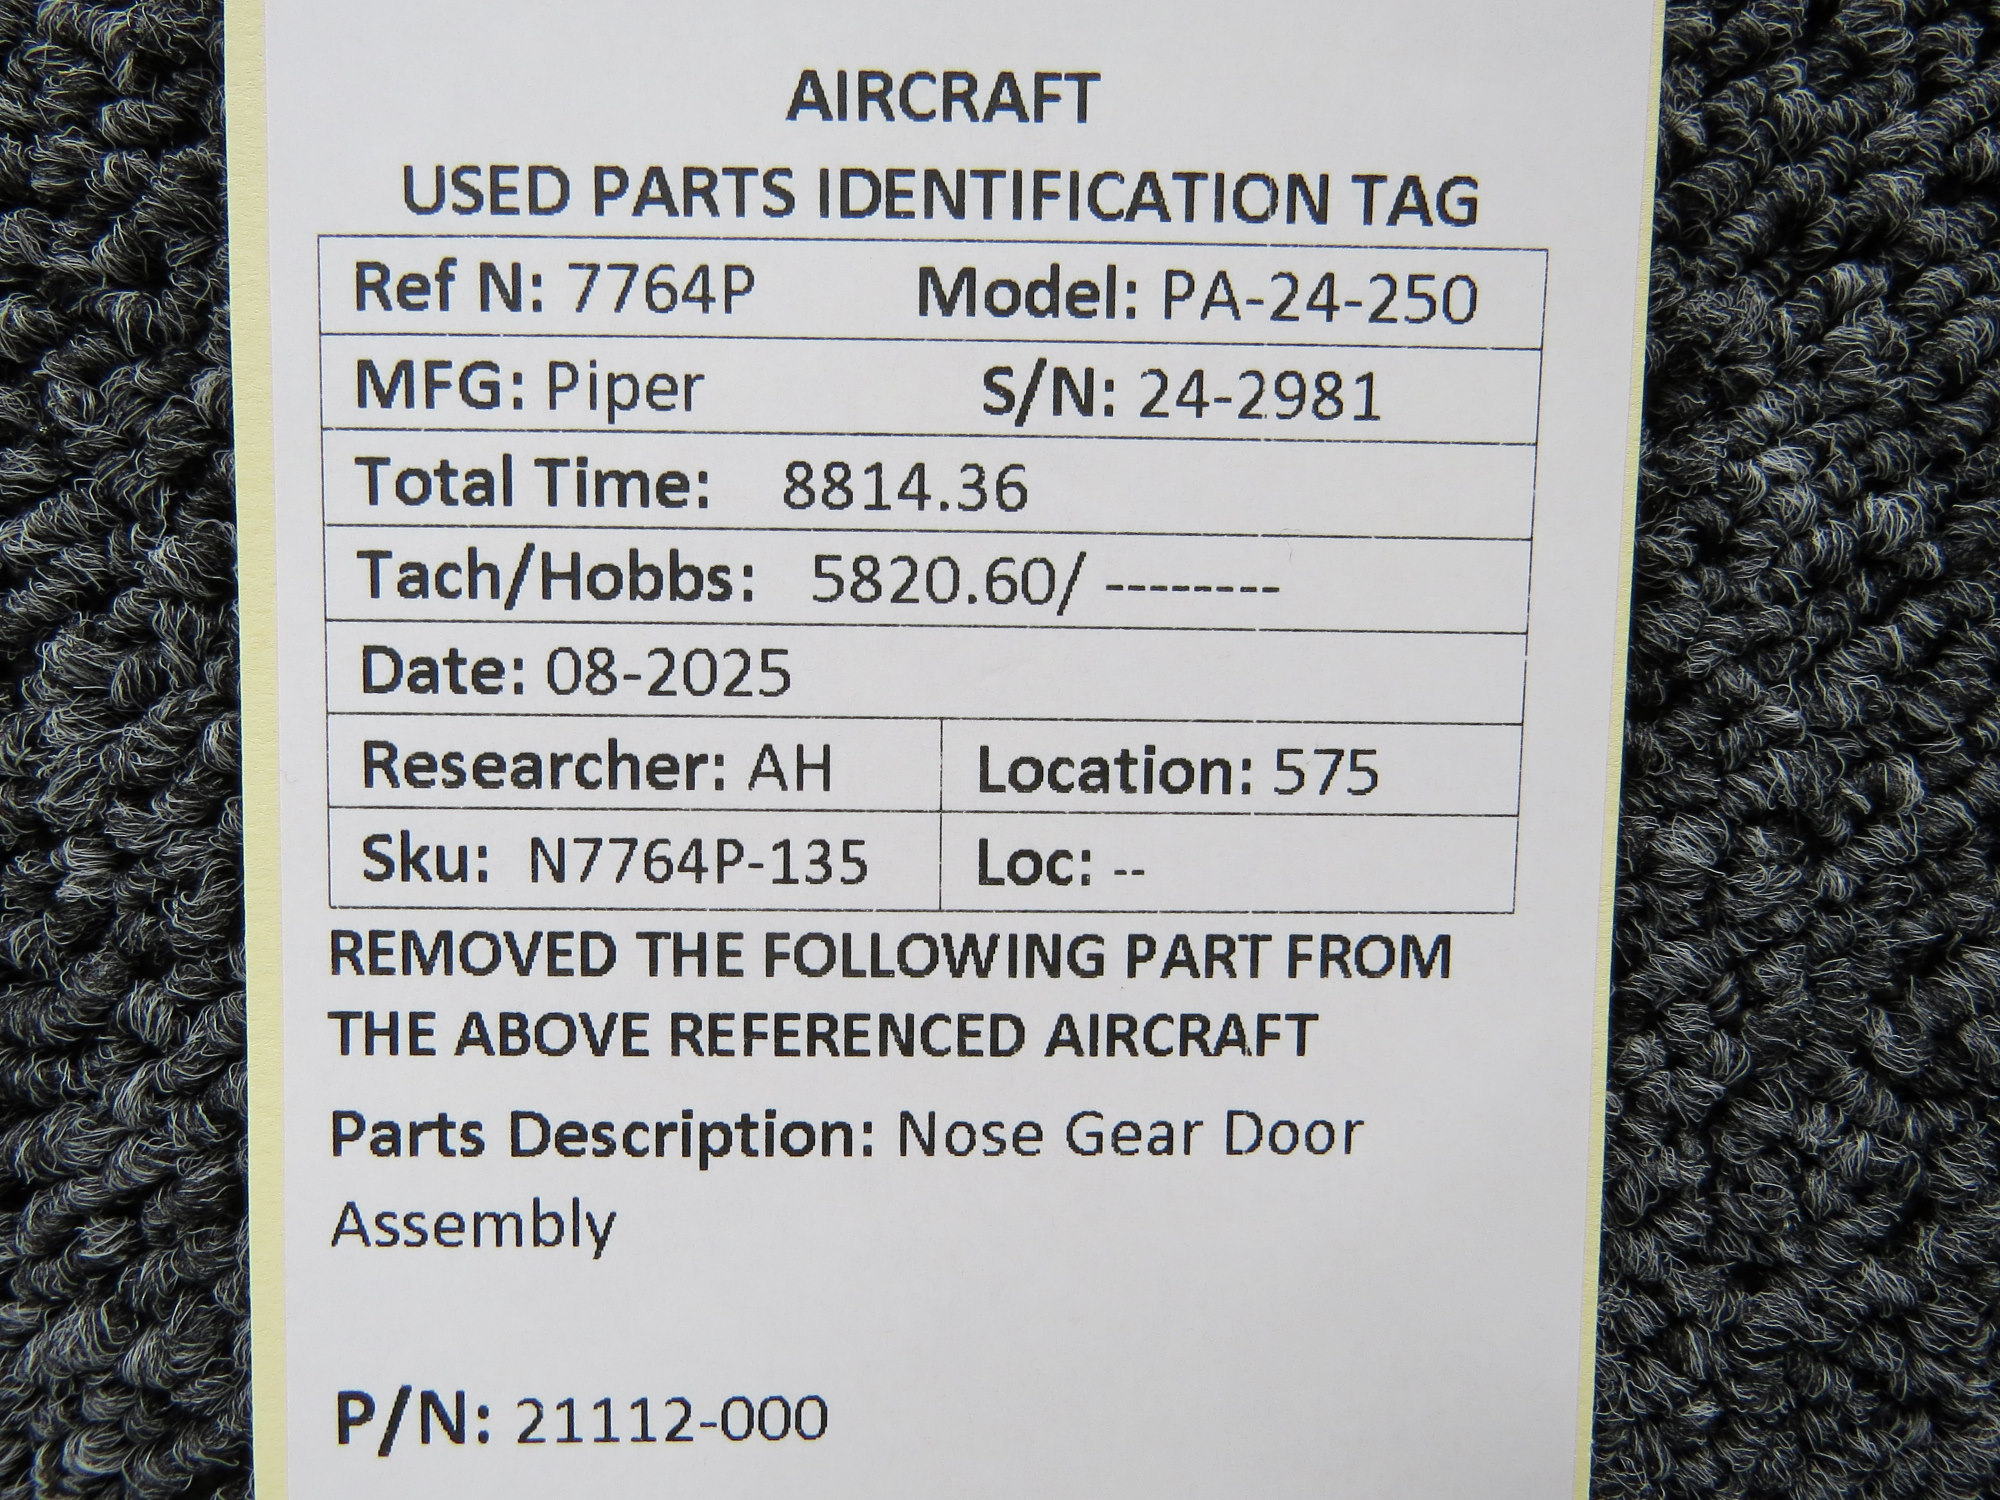 AIRCRAFT
USED PARTS IDENTIFICATION TAG
Ref N: 7764P Model: PA-24-250
MFG: Piper S/N: 24-2981
Total Time: 8814.36
Tach/Hobbs: 5820.60/ --------
Date: 08-2025
Researcher: AH Location: 575
Sku: N7764P-135 Loc: --
REMOVED THE FOLLOWING PART FROM
THE ABOVE REFERENCED AIRCRAFT
Parts Description: Nose Gear Door
Assembly
P/N: 21112-000